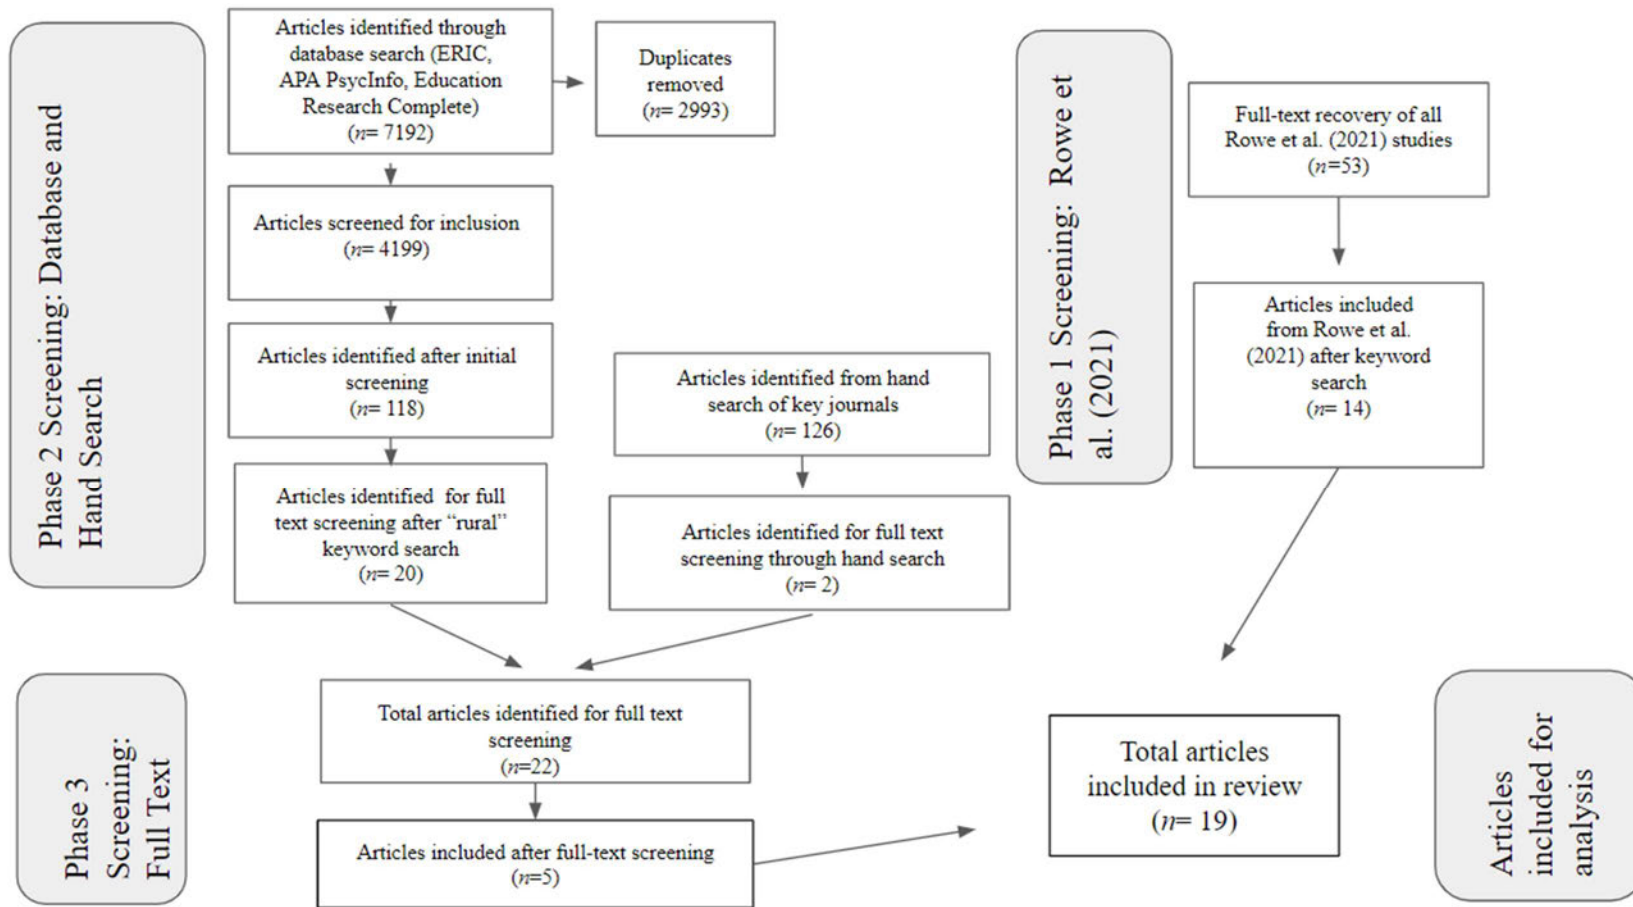 Phase 2 Screening: Database and
Hand Search
Articles identified through
database search (ERIC,
APA PsycInfo, Education
Research Complete)
(n= 7192)
Duplicates
removed
(n= 2993)
Articles screened for inclusion
(n= 4199)
Articles identified after initial
screening
(n= 118)
Articles identified for full
text screening after “rural”
keyword search
(n= 20)
Articles identified from hand
search of key journals
(n= 126)
Articles identified for full text
screening through hand search
(n= 2)
Phase 1 Screening: Rowe et
al. (2021)
Full-text recovery of all
Rowe et al. (2021) studies
(n=53)
Articles included
from Rowe et al.
(2021) after keyword
search
(n= 14)
Phase 3
Screening:
Full Text
Total articles identified for full text
screening
(n=22)
Articles included after full-text screening
(n=5)
Total articles
included in review
(n= 19)
Articles
included for
analysis